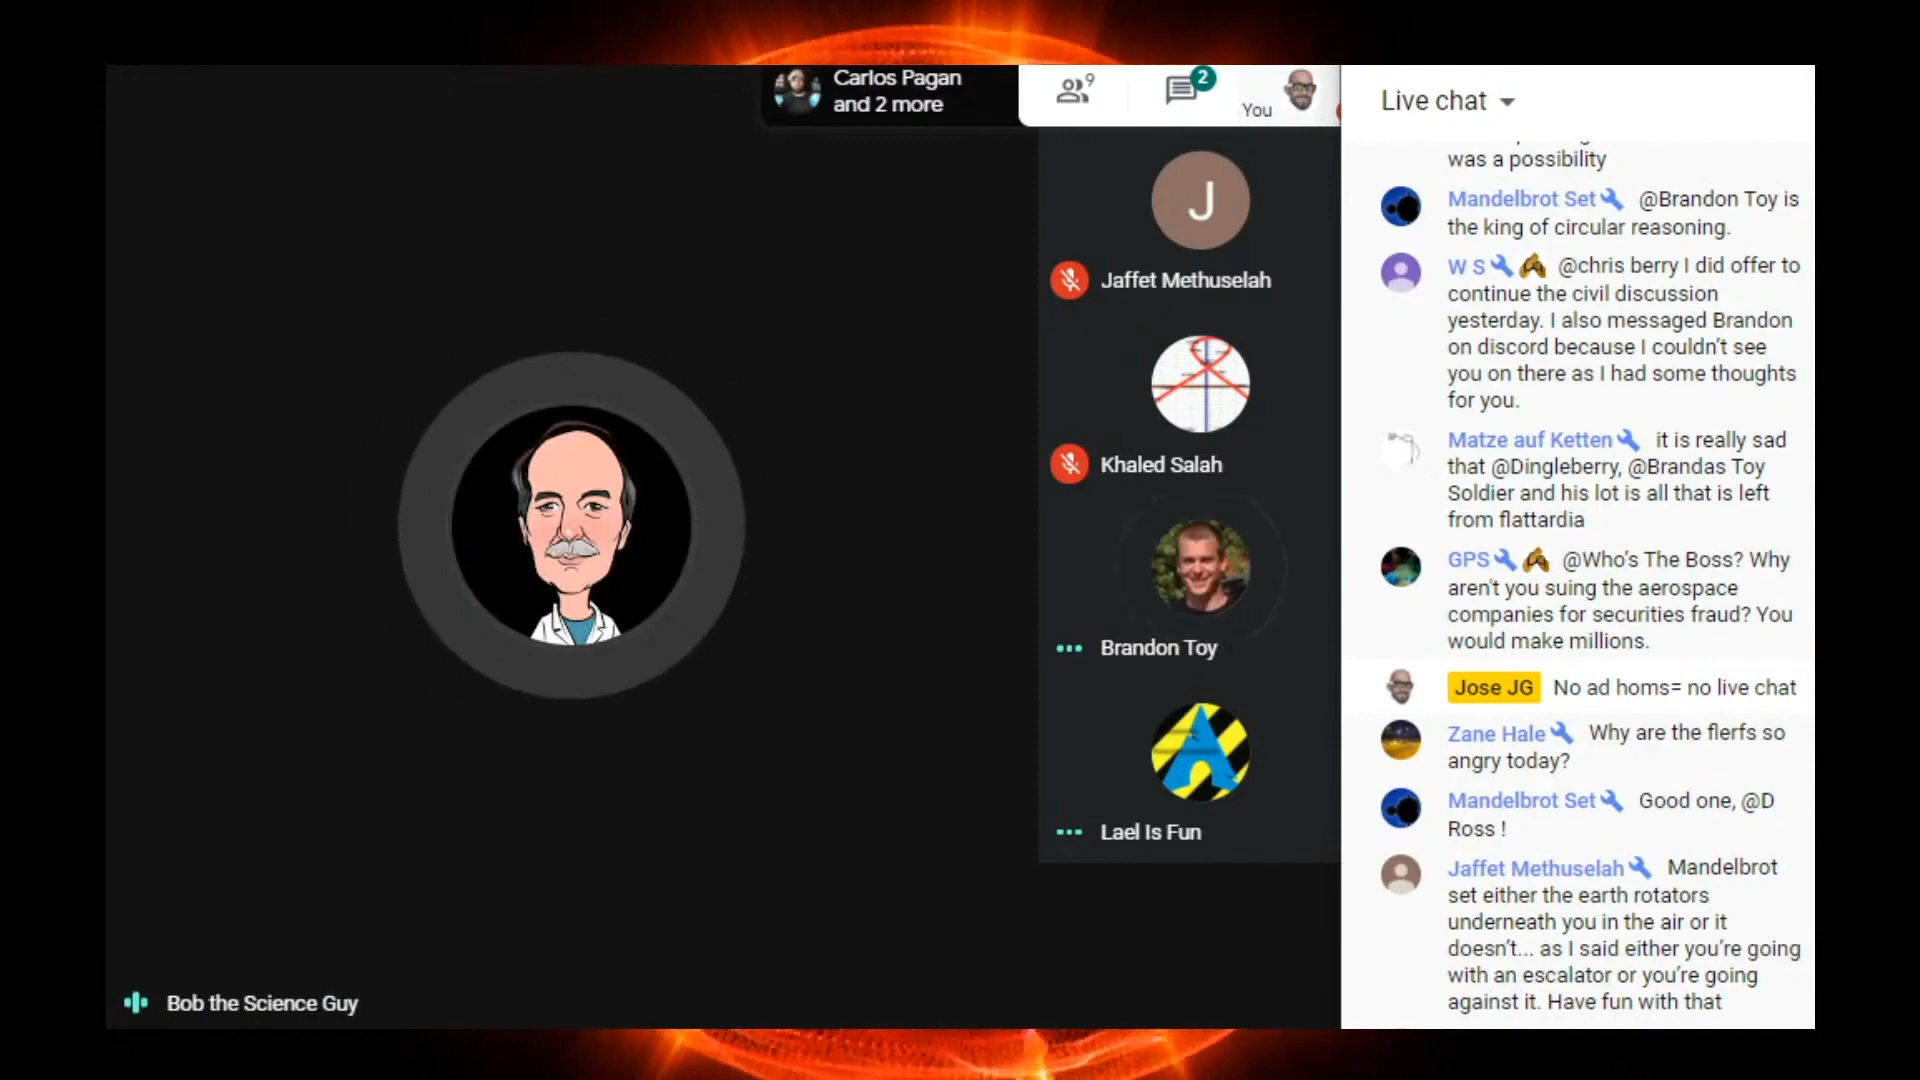 Carlos Pagan
and 2 more
9
2
You
J
Jaffet Methuselah
Khaled Salah
Brandon Toy
Lael Is Fun
Bob the Science Guy
Live chat
was a possibility
Mandelbrot Set @Brandon Toy is
the king of circular reasoning.
W S @chris berry I did offer to
continue the civil discussion
yesterday. I also messaged Brandon
on discord because I couldn't see
you on there as I had some thoughts
for you.
Matze auf Ketten it is really sad
that @Dingleberry, @Brandas Toy
Soldier and his lot is all that is left
from flattardia
GPS @Who's The Boss? Why
aren't you suing the aerospace
companies for securities fraud? You
would make millions.
Jose JG No ad homs= no live chat
Zane Hale Why are the flerfs so
angry today?
Mandelbrot Set Good one, @D
Ross !
Jaffet Methuselah Mandelbrot
set either the earth rotators
underneath you in the air or it
doesn't... as I said either you're going
with an escalator or you're going
against it. Have fun with that